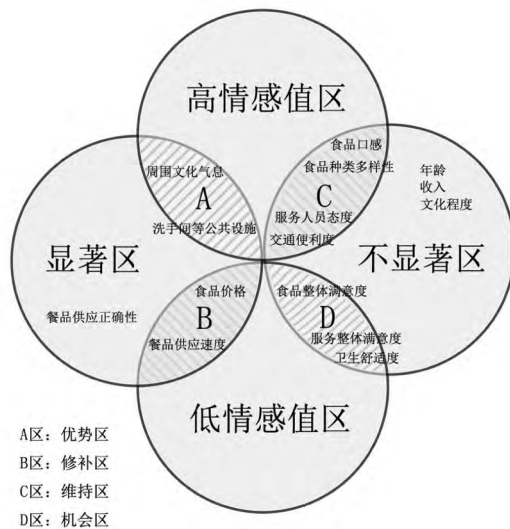 高情感值区
食品口感
食品种类多样性
周围文化气息
A
C
年龄
收入
文化程度
洗手间等公共设施
服务人员态度
交通便利度
显著区
不显著区
食品价格
食品整体满意度
餐品供应正确性
B
D
餐品供应速度
服务整体满意度
卫生舒适度
低情感值区
A区：优势区
B区：修补区
C区：维持区
D区：机会区